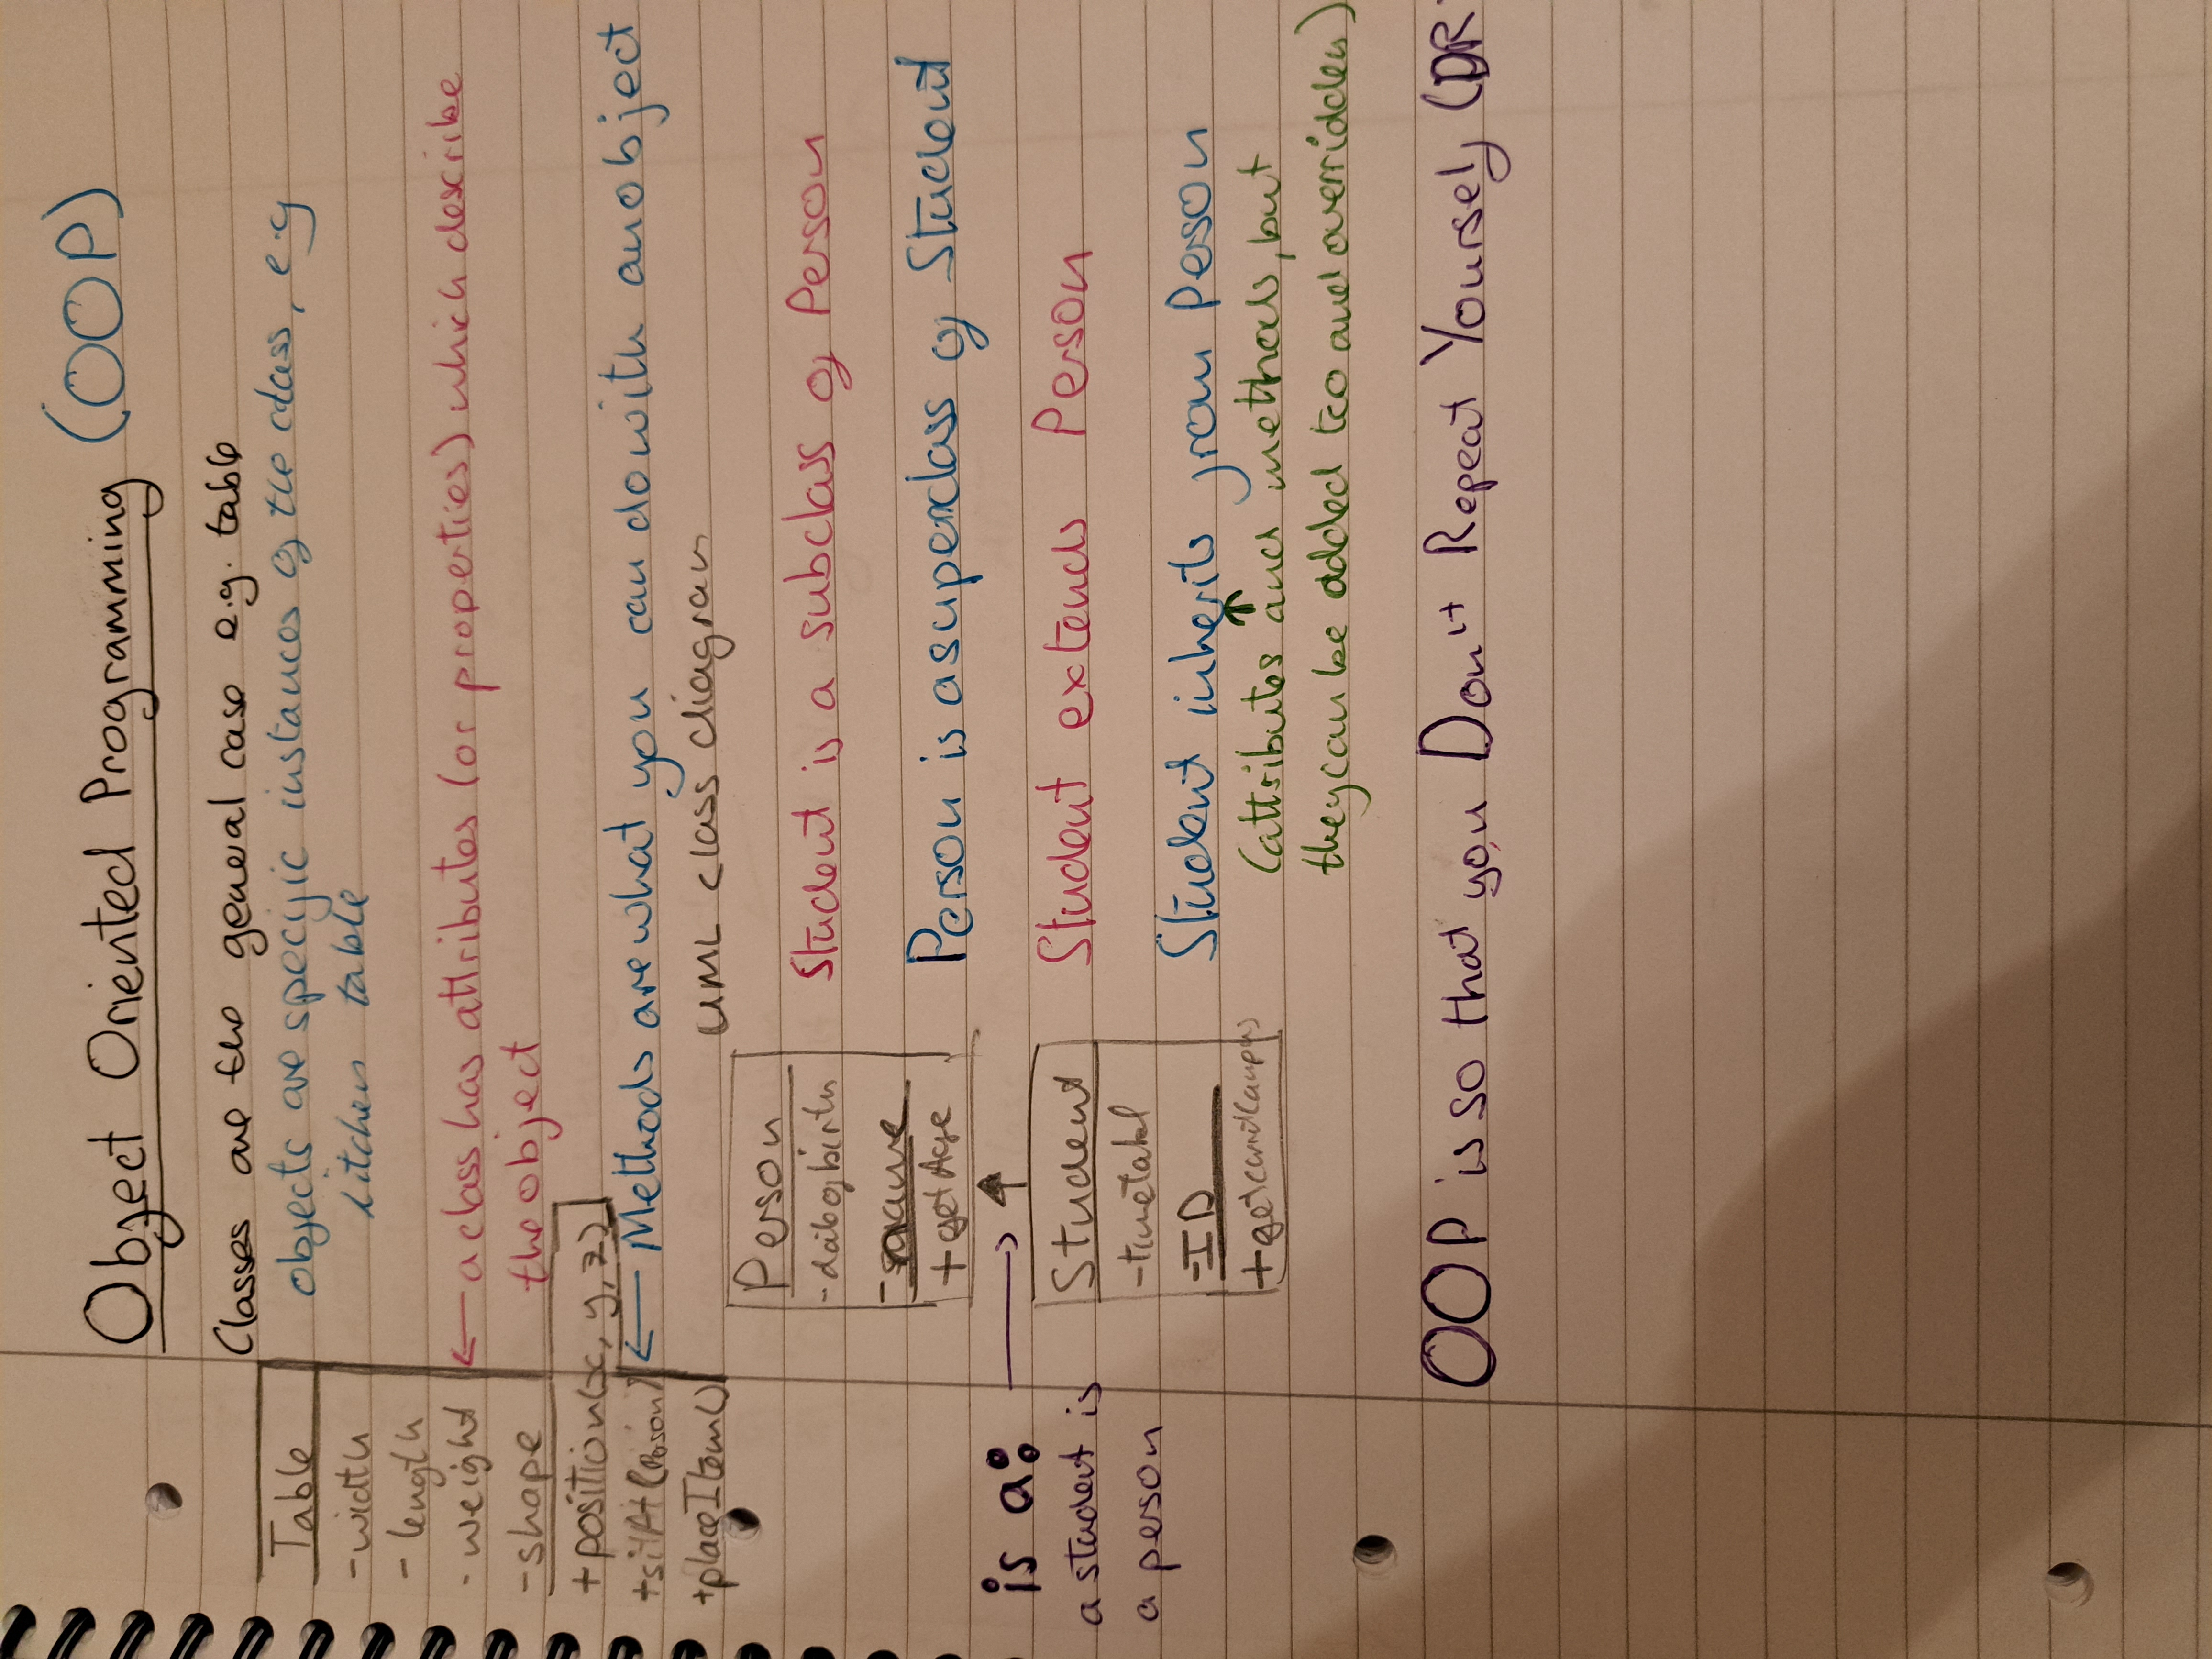 Object Oriented Programming (OOP)
Classes are the general case e.g. table
objects are specific instances of the class, e.g
kitchen table
Table
-width
- length
- weight
-shape
+position(x, y, z)
+sitAt(Person)
+placeItem()
← a class has attributes (or properties) which describe
the object
← Methods are what you can do with an object
UML class diagram
Person
-dateofbirth
-name
+getAge
is a:
a student is
a person
Student
-ID
Student is a subclass of Person
Person is a superclass of Student
Student extends Person
Student inherits from Person
(attributes and methods, but
they can be added too and overridden)
OOP is so that you Don't Repeat Yourself (DR